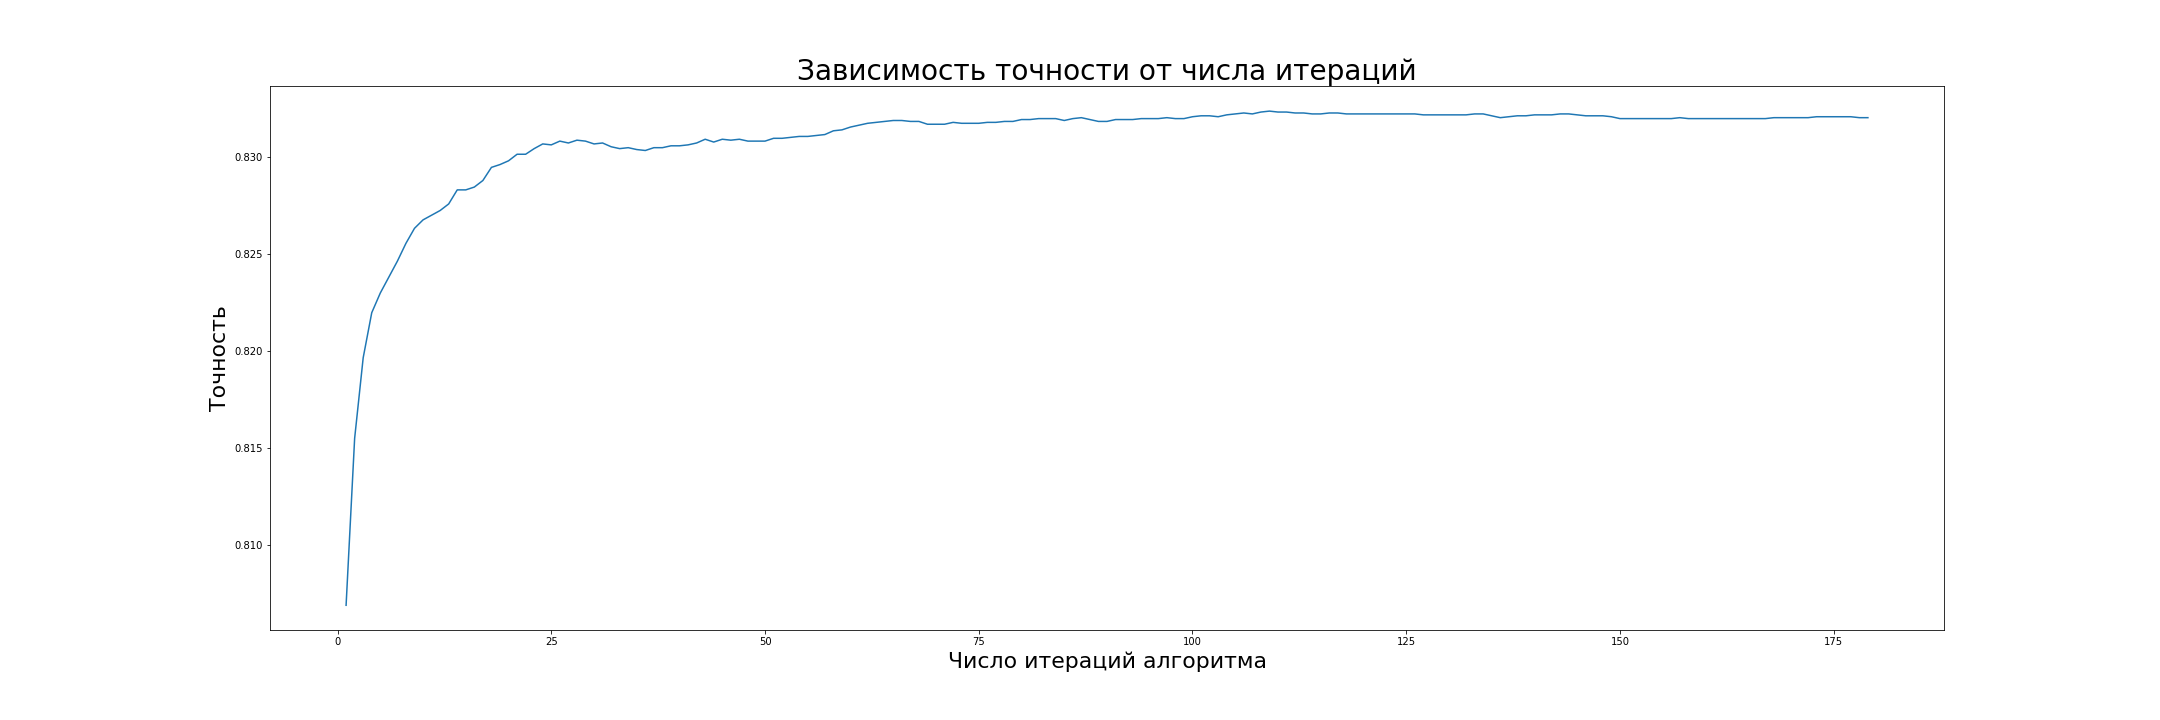 Зависимость точности от числа итераций
Точность
0.830
0.825
0.820
0.815
0.810
0 25 50 75 100 125 150 175
Число итераций алгоритма